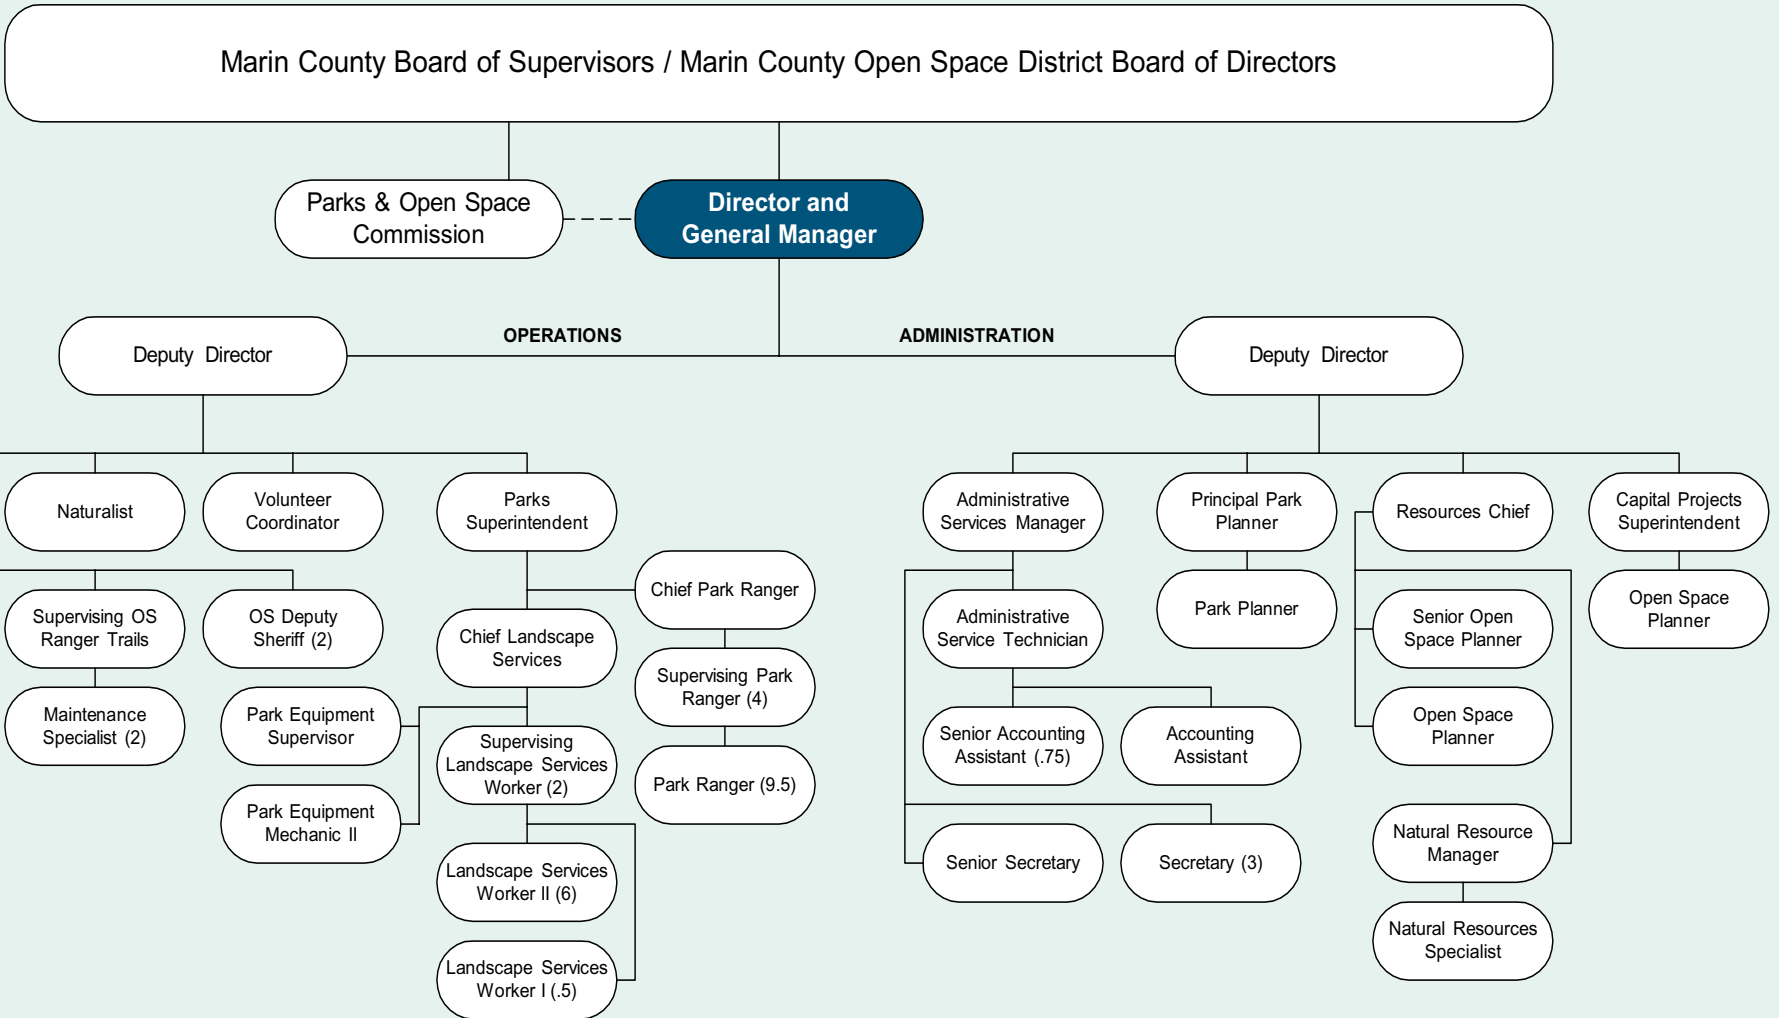 Marin County Board of Supervisors / Marin County Open Space District Board of Directors
Parks & Open Space
Commission
Director and
General Manager
OPERATIONS
ADMINISTRATION
Deputy Director
Deputy Director
Naturalist
Volunteer
Coordinator
Parks
Superintendent
Administrative
Services Manager
Principal Park
Planner
Resources Chief
Capital Projects
Superintendent
Supervising OS
Ranger Trails
OS Deputy
Sheriff (2)
Chief Landscape
Services
Chief Park Ranger
Administrative
Service Technician
Park Planner
Senior Open
Space Planner
Open Space
Planner
Maintenance
Specialist (2)
Park Equipment
Supervisor
Supervising
Landscape Services
Worker (2)
Supervising Park
Ranger (4)
Senior Accounting
Assistant (.75)
Accounting
Assistant
Open Space
Planner
Park Equipment
Mechanic II
Park Ranger (9.5)
Landscape Services
Worker II (6)
Senior Secretary
Secretary (3)
Natural Resource
Manager
Landscape Services
Worker I (.5)
Natural Resources
Specialist